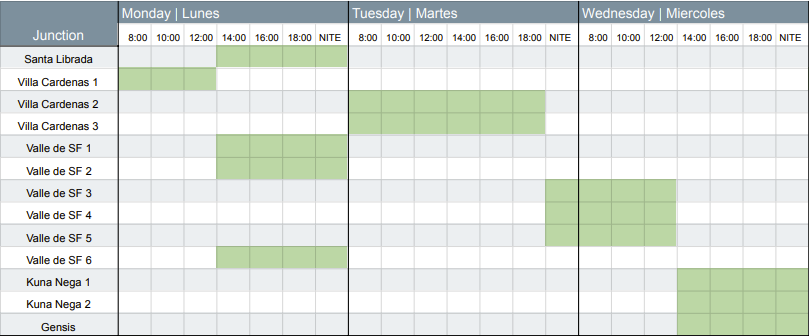 Junction Monday | Lunes Tuesday | Martes Wednesday | Miercoles
8:00 10:00 12:00 14:00 16:00 18:00 NITE 8:00 10:00 12:00 14:00 16:00 18:00 NITE 8:00 10:00 12:00 14:00 16:00 18:00 NITE
Santa Librada
Villa Cardenas 1
Villa Cardenas 2
Villa Cardenas 3
Valle de SF 1
Valle de SF 2
Valle de SF 3
Valle de SF 4
Valle de SF 5
Valle de SF 6
Kuna Nega 1
Kuna Nega 2
Gensis